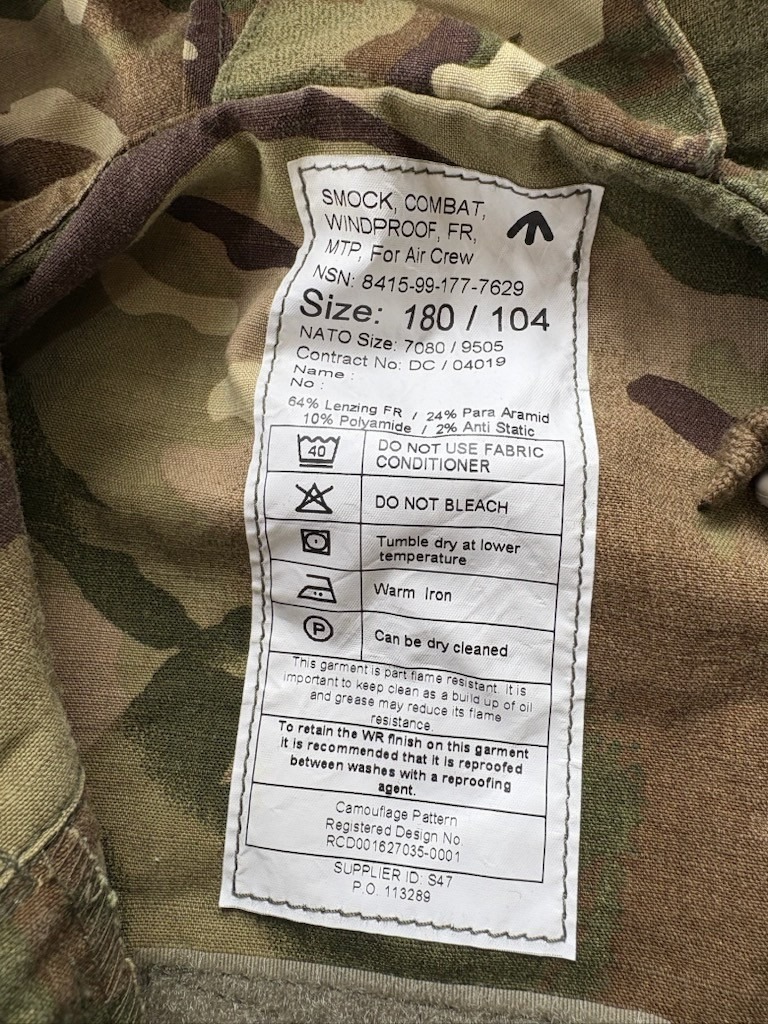 SMOCK, COMBAT,
WINDPROOF, FR,
MTP, For Air Crew
NSN: 8415-99-177-7629
Size: 180 / 104
NATO Size: 7080 / 9505
Contract No: DC / 04019
Name :
No :
64% Lenzing FR / 24% Para Aramid
10% Polyamide / 2% Anti Static
40
DO NOT USE FABRIC
CONDITIONER
DO NOT BLEACH
Tumble dry at lower
temperature
Warm Iron
P
Can be dry cleaned
This garment is part flame resistant. It is
important to keep clean as a build up of oil
and grease may reduce its flame
resistance.
To retain the WR finish on this garment
it is recommended that it is reproofed
between washes with a reproofing
agent.
Camouflage Pattern
Registered Design No
RCD001627035-0001
SUPPLIER ID: S47
P.O. 113289